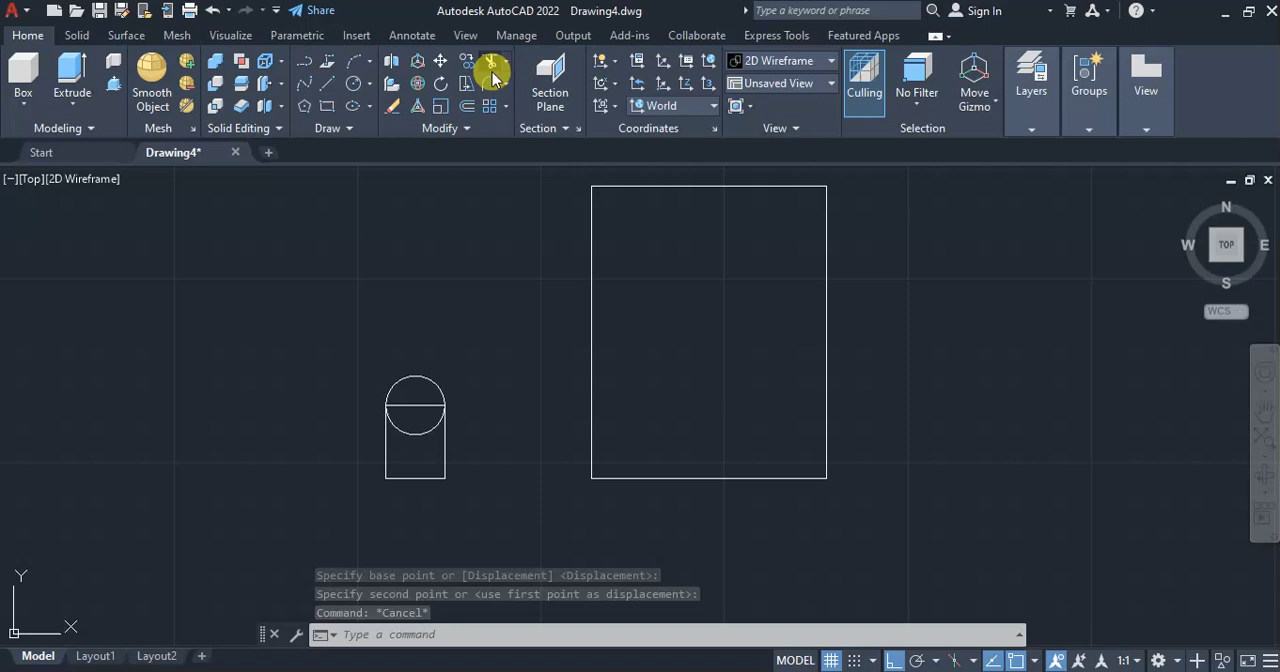 Share
Autodesk AutoCAD 2022 Drawing4.dwg
Type a keyword or phrase
Sign In
Home Solid Surface Mesh Visualize Parametric Insert Annotate View Manage Output Add-ins Collaborate Express Tools Featured Apps
2D Wireframe
Unsaved View
World
Box Extrude
Smooth Object
Section Plane
Culling
No Filter
Move Gizmo
Layers
Groups
View
Modeling Mesh Solid Editing Draw Modify Section Coordinates View Selection
Start Drawing4*
[−][Top][2D Wireframe]
N
W TOP E
S
WCS
Specify base point or [Displacement] <Displacement>:
Specify second point or <use first point as displacement>:
Command: *Cancel*
Type a command
Y
X
Model Layout1 Layout2
MODEL 1:1